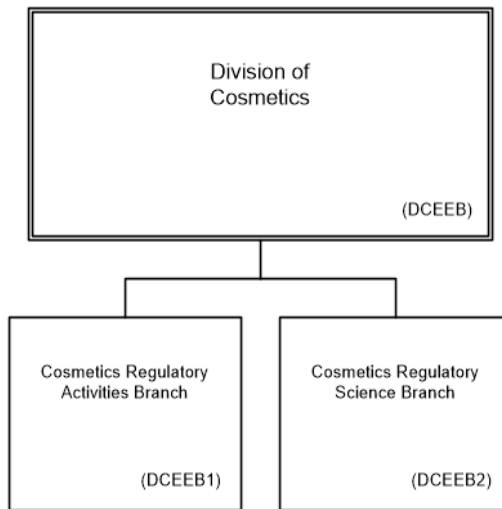 Division of
Cosmetics
(DCEEB)
Cosmetics Regulatory
Activities Branch
(DCEEB1)
Cosmetics Regulatory
Science Branch
(DCEEB2)